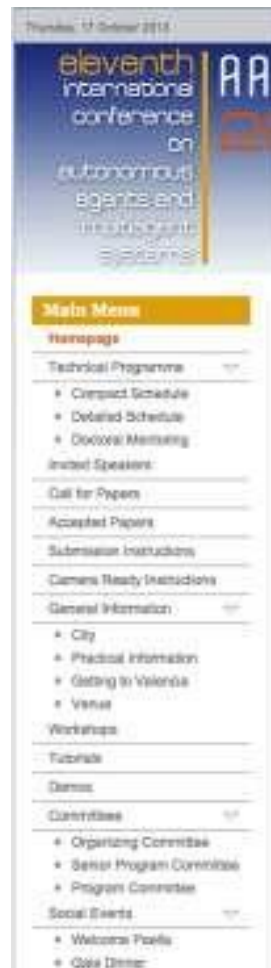 Thursday, 17 October 2013
eleventh
international
conference
on
autonomous
agents and
multiagent
systems
AA
Main Menu
Homepage
Technical Programme
Compact Schedule
Detailed Schedule
Doctoral Mentoring
Invited Speakers
Call for Papers
Accepted Papers
Submission Instructions
Camera Ready Instructions
General Information
City
Practical Information
Getting to Valencia
Venue
Workshops
Tutorials
Demos
Committees
Organizing Committee
Senior Program Committee
Program Committee
Social Events
Welcome Paella
Gala Dinner